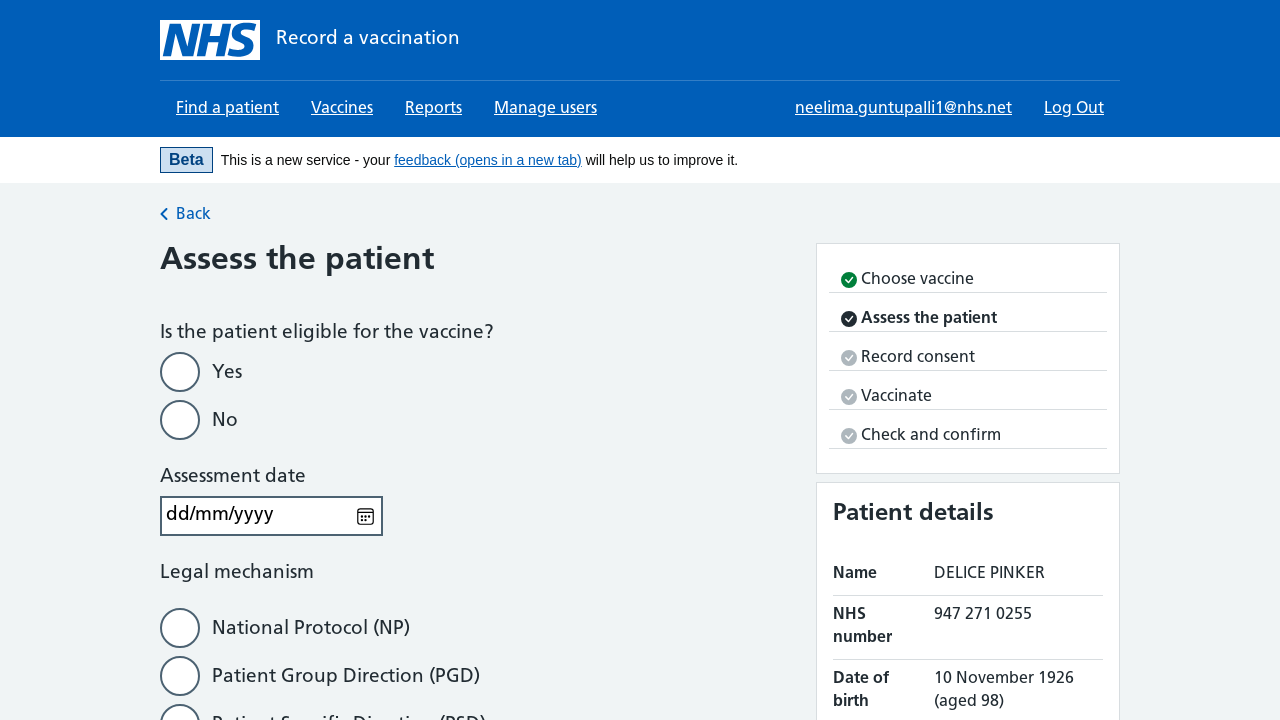 NHS Record a vaccination
Find a patient Vaccines Reports Manage users neelima.guntupalli1@nhs.net Log Out
Beta This is a new service - your feedback (opens in a new tab) will help us to improve it.
Back
Assess the patient
Is the patient eligible for the vaccine?
Yes
No
Assessment date
dd/mm/yyyy
Legal mechanism
National Protocol (NP)
Patient Group Direction (PGD)
Patient Specific Direction (PSD)
Choose vaccine
Assess the patient
Record consent
Vaccinate
Check and confirm
Patient details
Name DELICE PINKER
NHS number 947 271 0255
Date of birth 10 November 1926 (aged 98)